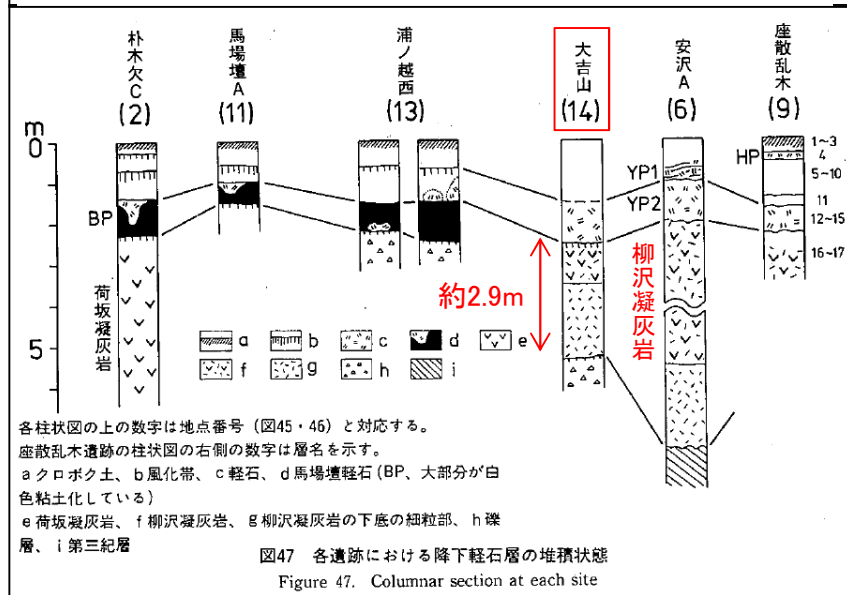 朴木欠C
(2)
馬場壇A
(11)
浦ノ越西
(13)
大吉山
(14)
安沢A
(6)
座散乱木
(9)
m
0
5
BP
荷坂凝灰岩
約2.9m
柳沢凝灰岩
YP1
YP2
HP
1~3
4
5~10
11
12~15
16~17
a
b
c
d
e
f
g
h
i
各柱状図の上の数字は地点番号(図45・46)と対応する。
座散乱木遺跡の柱状図の右側の数字は層名を示す。
aクロボク土、b風化帯、c軽石、d馬場壇軽石(BP、大部分が白
色粘土化している)
e荷坂凝灰岩、f柳沢凝灰岩、g柳沢凝灰岩の下底の細粒部、h礫
層、i第三紀層
図47 各遺跡における降下軽石層の堆積状態
Figure 47. Columnar section at each site